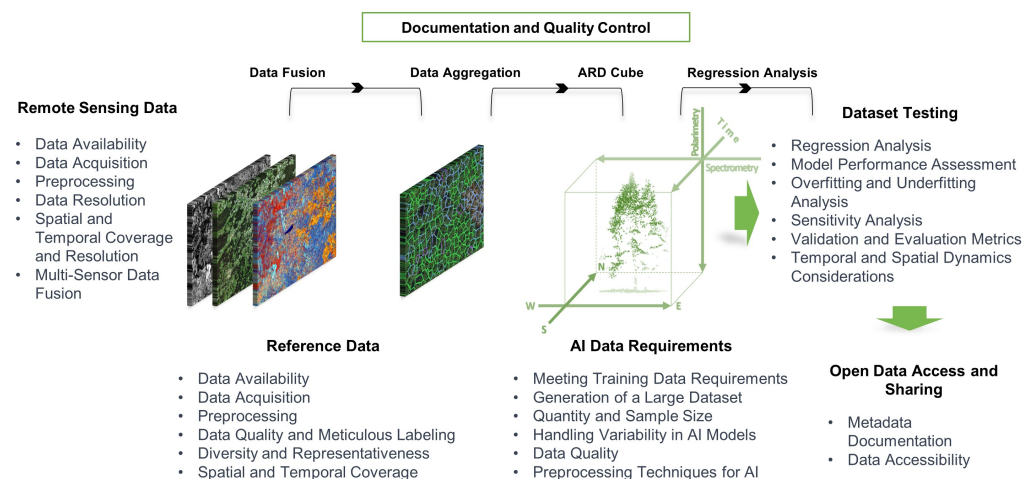 Documentation and Quality Control
Data Fusion
Data Aggregation
ARD Cube
Regression Analysis
Remote Sensing Data
• Data Availability
• Data Acquisition
• Preprocessing
• Data Resolution
• Spatial and
Temporal Coverage
and Resolution
• Multi-Sensor Data
Fusion
Polarimetry
Time
Spectrometry
N
W
E
S
Dataset Testing
• Regression Analysis
• Model Performance Assessment
• Overfitting and Underfitting
Analysis
• Sensitivity Analysis
• Validation and Evaluation Metrics
• Temporal and Spatial Dynamics
Considerations
Reference Data
• Data Availability
• Data Acquisition
• Preprocessing
• Data Quality and Meticulous Labeling
• Diversity and Representativeness
• Spatial and Temporal Coverage
AI Data Requirements
• Meeting Training Data Requirements
• Generation of a Large Dataset
• Quantity and Sample Size
• Handling Variability in AI Models
• Data Quality
• Preprocessing Techniques for AI
Open Data Access and
Sharing
• Metadata
Documentation
• Data Accessibility